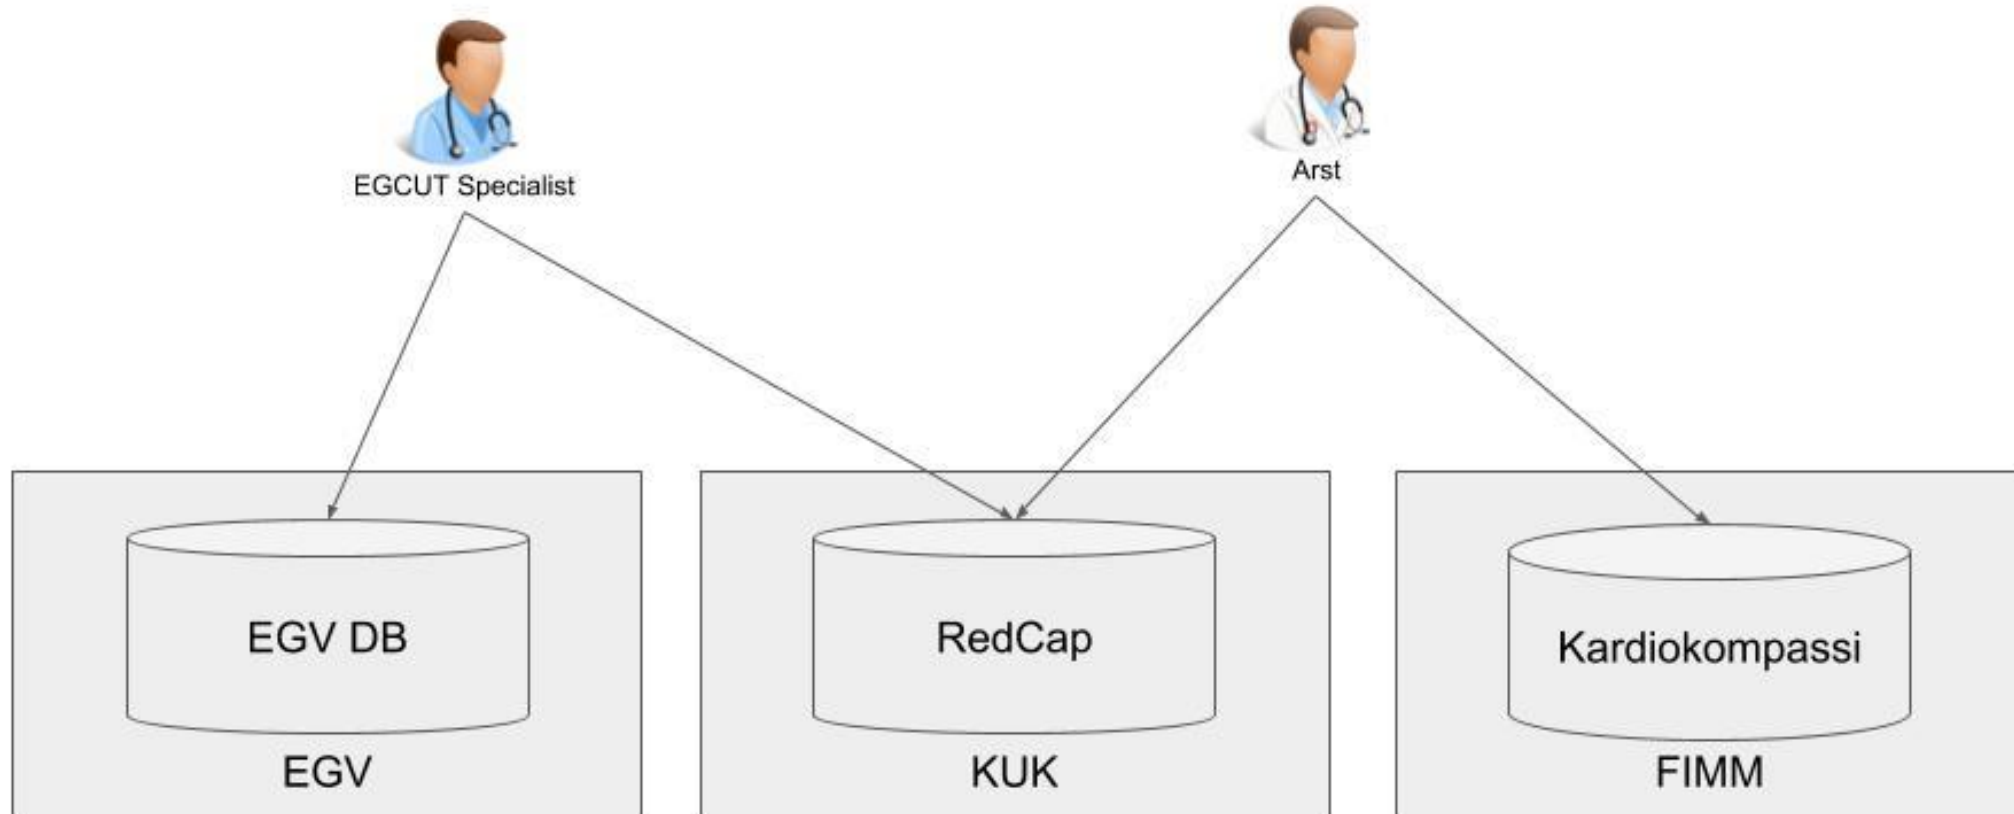 EGCUT Specialist
Arst
EGV DB
RedCap
Kardiokompassi
EGV
KUK
FIMM